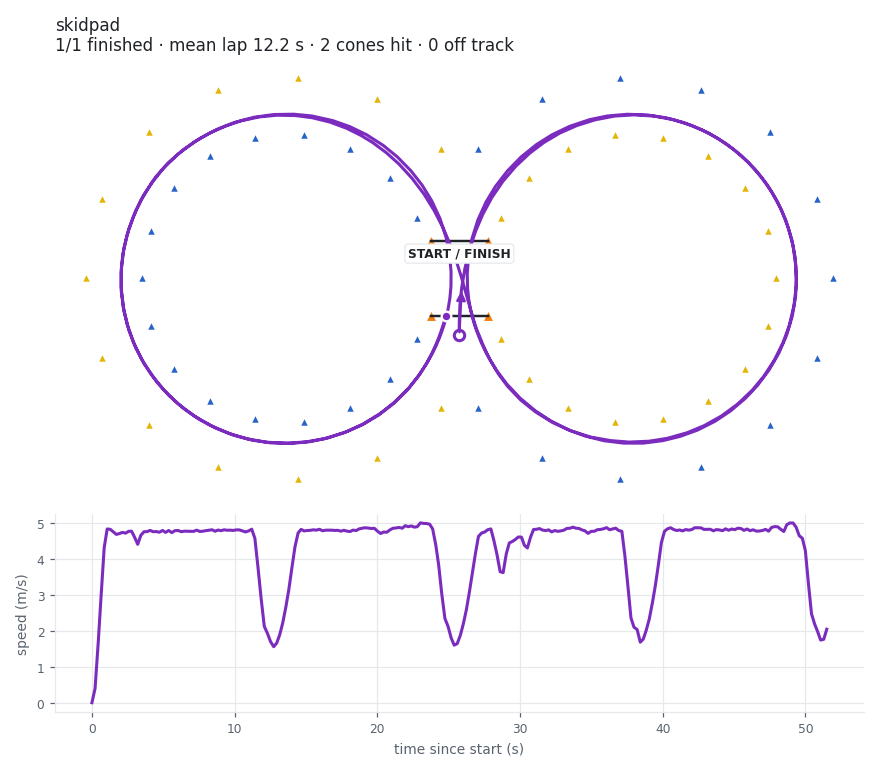 skidpad
1/1 finished · mean lap 12.2 s · 2 cones hit · 0 off track
START / FINISH
5
4
3
2
1
0
speed (m/s)
0 10 20 30 40 50
time since start (s)